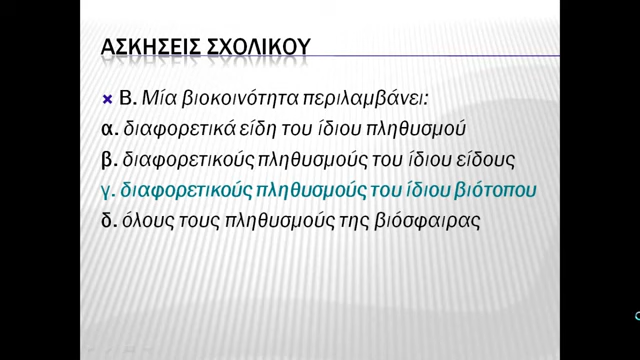 ΑΣΚΗΣΕΙΣ ΣΧΟΛΙΚΟΥ
Β. Μία βιοκοινότητα περιλαμβάνει:
α. διαφορετικά είδη του ίδιου πληθυσμού
β. διαφορετικούς πληθυσμούς του ίδιου είδους
γ. διαφορετικούς πληθυσμούς του ίδιου βιότοπου
δ. όλους τους πληθυσμούς της βιόσφαιρας